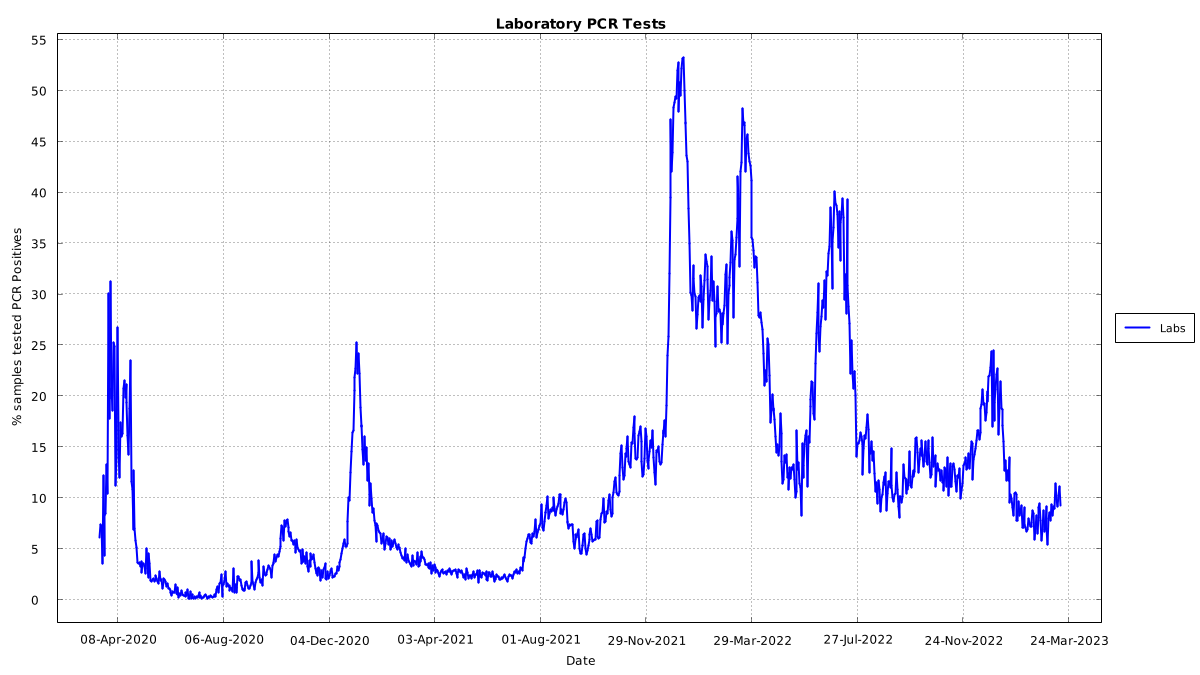 Laboratory PCR Tests
% samples tested PCR Positives
55
50
45
40
35
30
25
20
15
10
5
0
08-Apr-2020 06-Aug-2020 04-Dec-2020 03-Apr-2021 01-Aug-2021 29-Nov-2021 29-Mar-2022 27-Jul-2022 24-Nov-2022 24-Mar-2023
Date
Labs